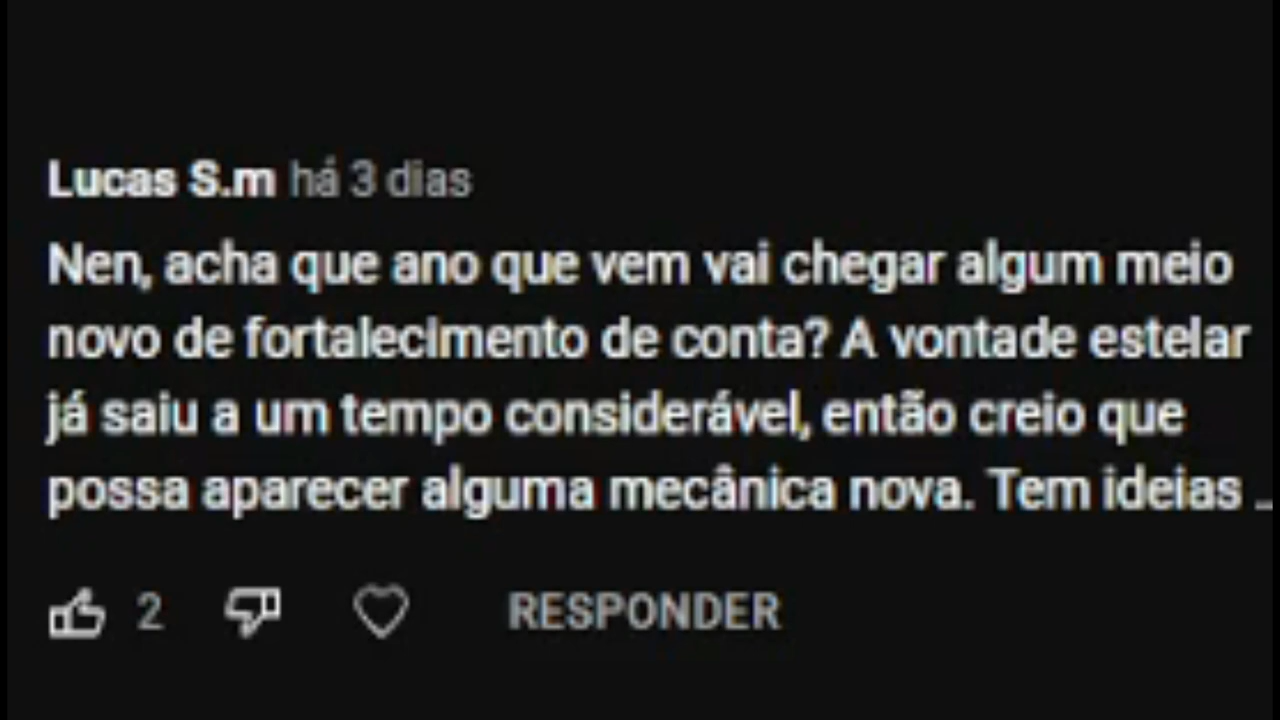 Lucas S.m há 3 dias
Nen, acha que ano que vem vai chegar algum meio
novo de fortalecimento de conta? A vontade estelar
já saiu a um tempo considerável, então creio que
possa aparecer alguma mecânica nova. Tem ideias ..
2 RESPONDER